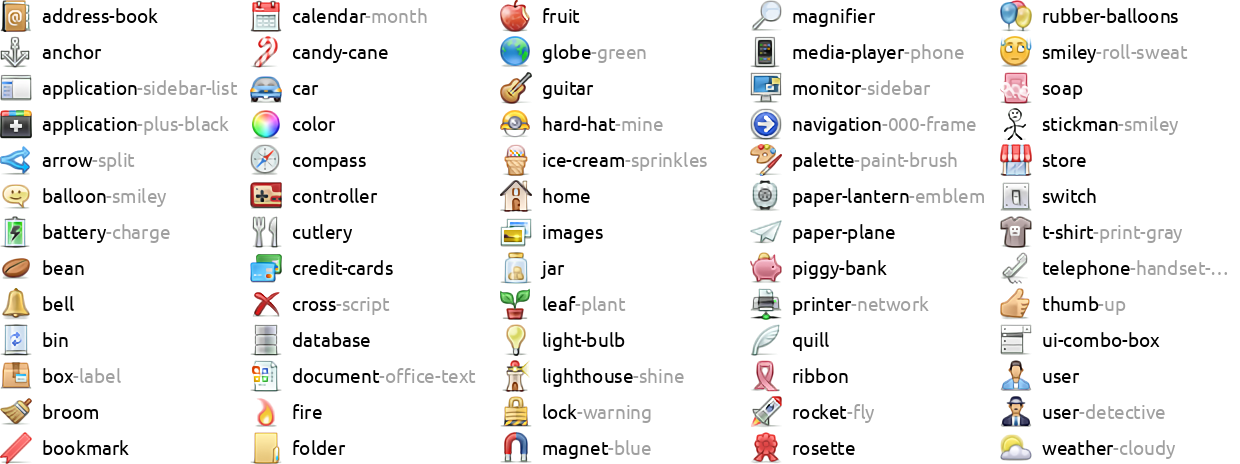 address-book
anchor
application-sidebar-list
application-plus-black
arrow-split
balloon-smiley
battery-charge
bean
bell
bin
box-label
broom
bookmark
calendar-month
candy-cane
car
color
compass
controller
cutlery
credit-cards
cross-script
database
document-office-text
fire
folder
fruit
globe-green
guitar
hard-hat-mine
ice-cream-sprinkles
home
images
jar
leaf-plant
light-bulb
lighthouse-shine
lock-warning
magnet-blue
magnifier
media-player-phone
monitor-sidebar
navigation-000-frame
palette-paint-brush
paper-lantern-emblem
paper-plane
piggy-bank
printer-network
quill
ribbon
rocket-fly
rosette
rubber-balloons
smiley-roll-sweat
soap
stickman-smiley
store
switch
t-shirt-print-gray
telephone-handset-...
thumb-up
ui-combo-box
user
user-detective
weather-cloudy